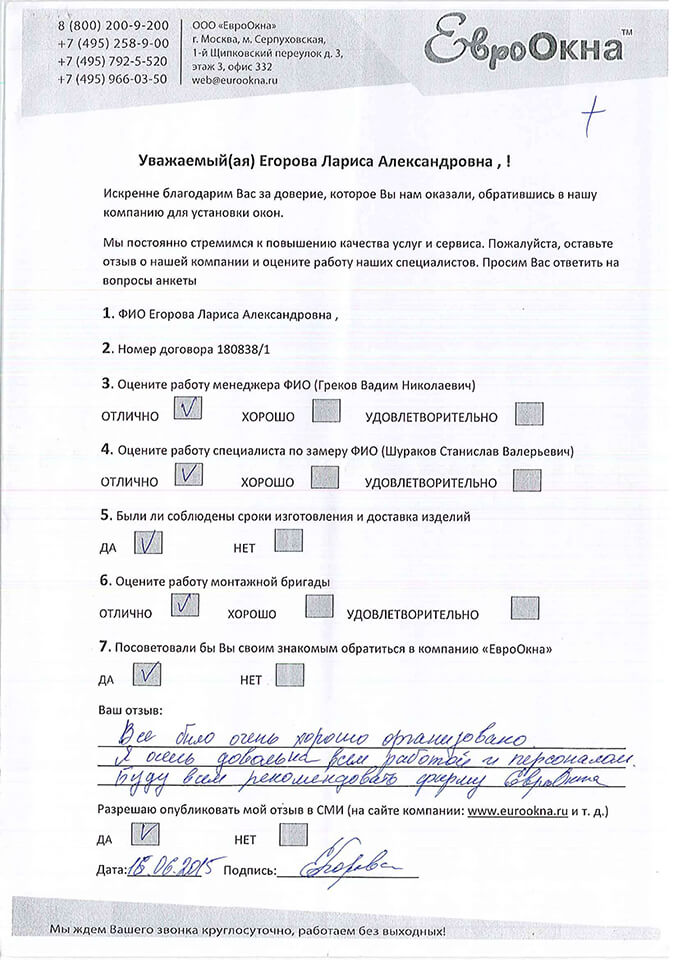 8 (800) 200-9-200
+7 (495) 258-9-00
+7 (495) 792-5-520
+7 (495) 966-03-50
ООО «ЕвроОкна»
г. Москва, м. Серпуховская,
1-й Щипковский переулок д. 3,
этаж 3, офис 332
web@eurookna.ru
ЕвроОкна™
Уважаемый(ая) Егорова Лариса Александровна , !
Искренне благодарим Вас за доверие, которое Вы нам оказали, обратившись в нашу
компанию для установки окон.
Мы постоянно стремимся к повышению качества услуг и сервиса. Пожалуйста, оставьте
отзыв о нашей компании и оцените работу наших специалистов. Просим Вас ответить на
вопросы анкеты
1. ФИО Егорова Лариса Александровна ,
2. Номер договора 180838/1
3. Оцените работу менеджера ФИО (Греков Вадим Николаевич)
ОТЛИЧНО ХОРОШО УДОВЛЕТВОРИТЕЛЬНО
4. Оцените работу специалиста по замеру ФИО (Шураков Станислав Валерьевич)
ОТЛИЧНО ХОРОШО УДОВЛЕТВОРИТЕЛЬНО
5. Были ли соблюдены сроки изготовления и доставка изделий
ДА НЕТ
6. Оцените работу монтажной бригады
ОТЛИЧНО ХОРОШО УДОВЛЕТВОРИТЕЛЬНО
7. Посоветовали бы Вы своим знакомым обратиться в компанию «ЕвроОкна»
ДА НЕТ
Ваш отзыв:
Все было очень хорошо организовано.
Я очень довольна всей работой и персоналом.
Буду всем рекомендовать фирму ЕвроОкна
Разрешаю опубликовать мой отзыв в СМИ (на сайте компании: www.eurookna.ru и т. д.)
ДА НЕТ
Дата: 18.06.2015 Подпись: Егорова
Мы ждем Вашего звонка круглосуточно, работаем без выходных!